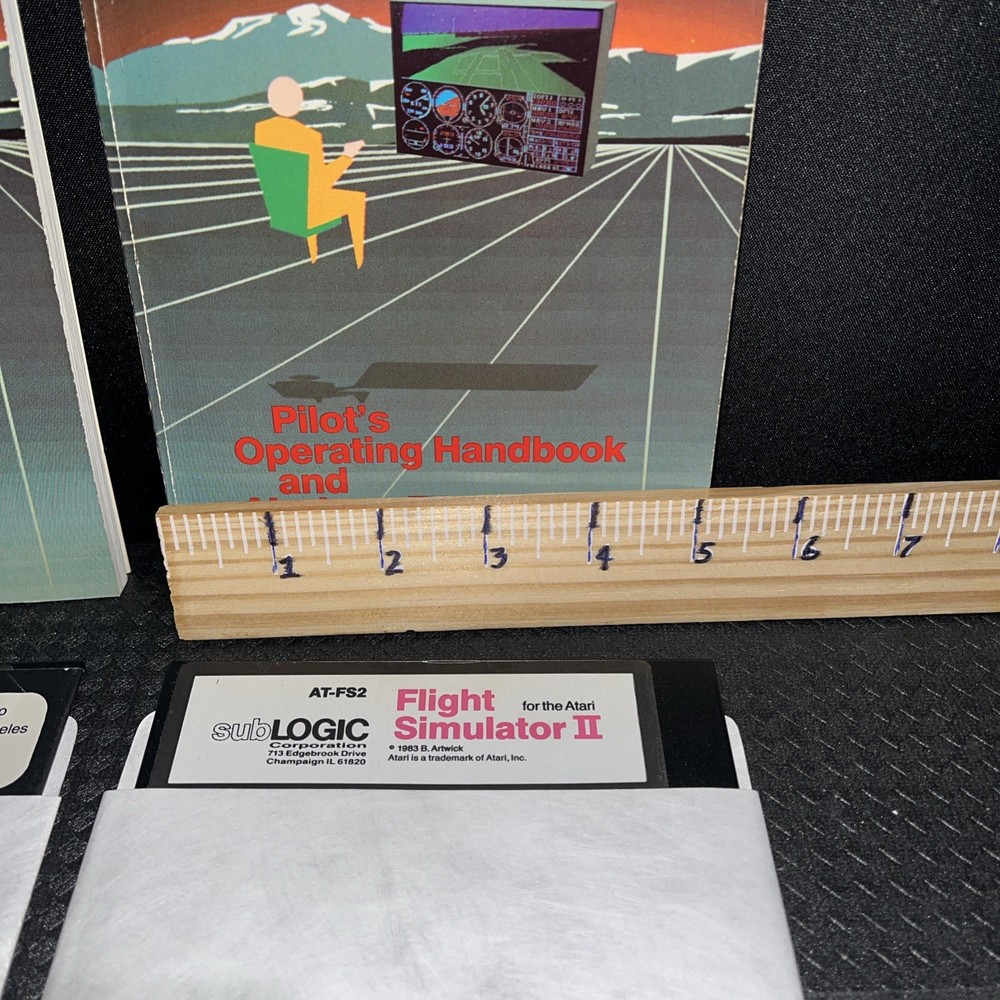 Pilot's
Operating Handbook
and
1 2 3 4 5 6 7
eles
AT-FS2
subLOGIC
Corporation
713 Edgebrook Drive
Champaign IL 61820
Flight
Simulator II
for the Atari
© 1983 B. Artwick
Atari is a trademark of Atari, Inc.